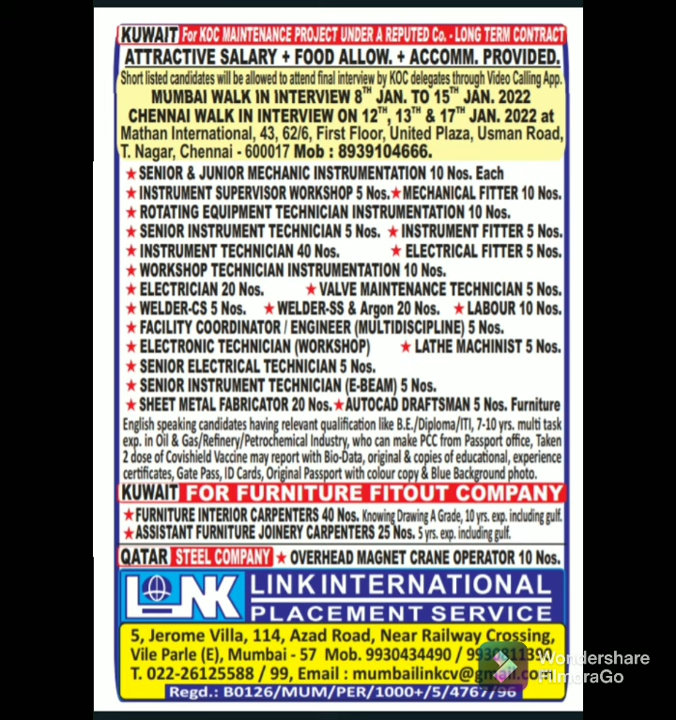 KUWAIT For KOC MAINTENANCE PROJECT UNDER A REPUTED Co. - LONG TERM CONTRACT
ATTRACTIVE SALARY + FOOD ALLOW. + ACCOMM. PROVIDED.
Short listed candidates will be allowed to attend final interview by KOC delegates through Video Calling App.
MUMBAI WALK IN INTERVIEW 8TH JAN. TO 15TH JAN. 2022
CHENNAI WALK IN INTERVIEW ON 12TH, 13TH & 17TH JAN. 2022 at
Mathan International, 43, 62/6, First Floor, United Plaza, Usman Road,
T. Nagar, Chennai - 600017 Mob : 8939104666.
★ SENIOR & JUNIOR MECHANIC INSTRUMENTATION 10 Nos. Each
★ INSTRUMENT SUPERVISOR WORKSHOP 5 Nos. ★ MECHANICAL FITTER 10 Nos.
★ ROTATING EQUIPMENT TECHNICIAN INSTRUMENTATION 10 Nos.
★ SENIOR INSTRUMENT TECHNICIAN 5 Nos. ★ INSTRUMENT FITTER 5 Nos.
★ INSTRUMENT TECHNICIAN 40 Nos. ★ ELECTRICAL FITTER 5 Nos.
★ WORKSHOP TECHNICIAN INSTRUMENTATION 10 Nos.
★ ELECTRICIAN 20 Nos. ★ VALVE MAINTENANCE TECHNICIAN 5 Nos.
★ WELDER-CS 5 Nos. ★ WELDER-SS & Argon 20 Nos. ★ LABOUR 10 Nos.
★ FACILITY COORDINATOR / ENGINEER (MULTIDISCIPLINE) 5 Nos.
★ ELECTRONIC TECHNICIAN (WORKSHOP) ★ LATHE MACHINIST 5 Nos.
★ SENIOR ELECTRICAL TECHNICIAN 5 Nos.
★ SENIOR INSTRUMENT TECHNICIAN (E-BEAM) 5 Nos.
★ SHEET METAL FABRICATOR 20 Nos. ★ AUTOCAD DRAFTSMAN 5 Nos. Furniture
English speaking candidates having relevant qualification like B.E./Diploma/ITI, 7-10 yrs. multi task
exp. in Oil & Gas/Refinery/Petrochemical Industry, who can make PCC from Passport office, Taken
2 dose of Covishield Vaccine may report with Bio-Data, original & copies of educational, experience
certificates, Gate Pass, ID Cards, Original Passport with colour copy & Blue Background photo.
KUWAIT FOR FURNITURE FITOUT COMPANY
★ FURNITURE INTERIOR CARPENTERS 40 Nos. Knowing Drawing A Grade, 10 yrs. exp. including gulf.
★ ASSISTANT FURNITURE JOINERY CARPENTERS 25 Nos. 5 yrs. exp. including gulf.
QATAR STEEL COMPANY ★ OVERHEAD MAGNET CRANE OPERATOR 10 Nos.
LINK LINK INTERNATIONAL
PLACEMENT SERVICE
5, Jerome Villa, 114, Azad Road, Near Railway Crossing,
Vile Parle (E), Mumbai - 57 Mob. 9930434490 /
T. 022-26125588 / 99, Email : mumbailinkcv@gmail.com
Regd.: B0126/MUM/PER/1000+/5/4767/96
Wondershare
FilmoraGo